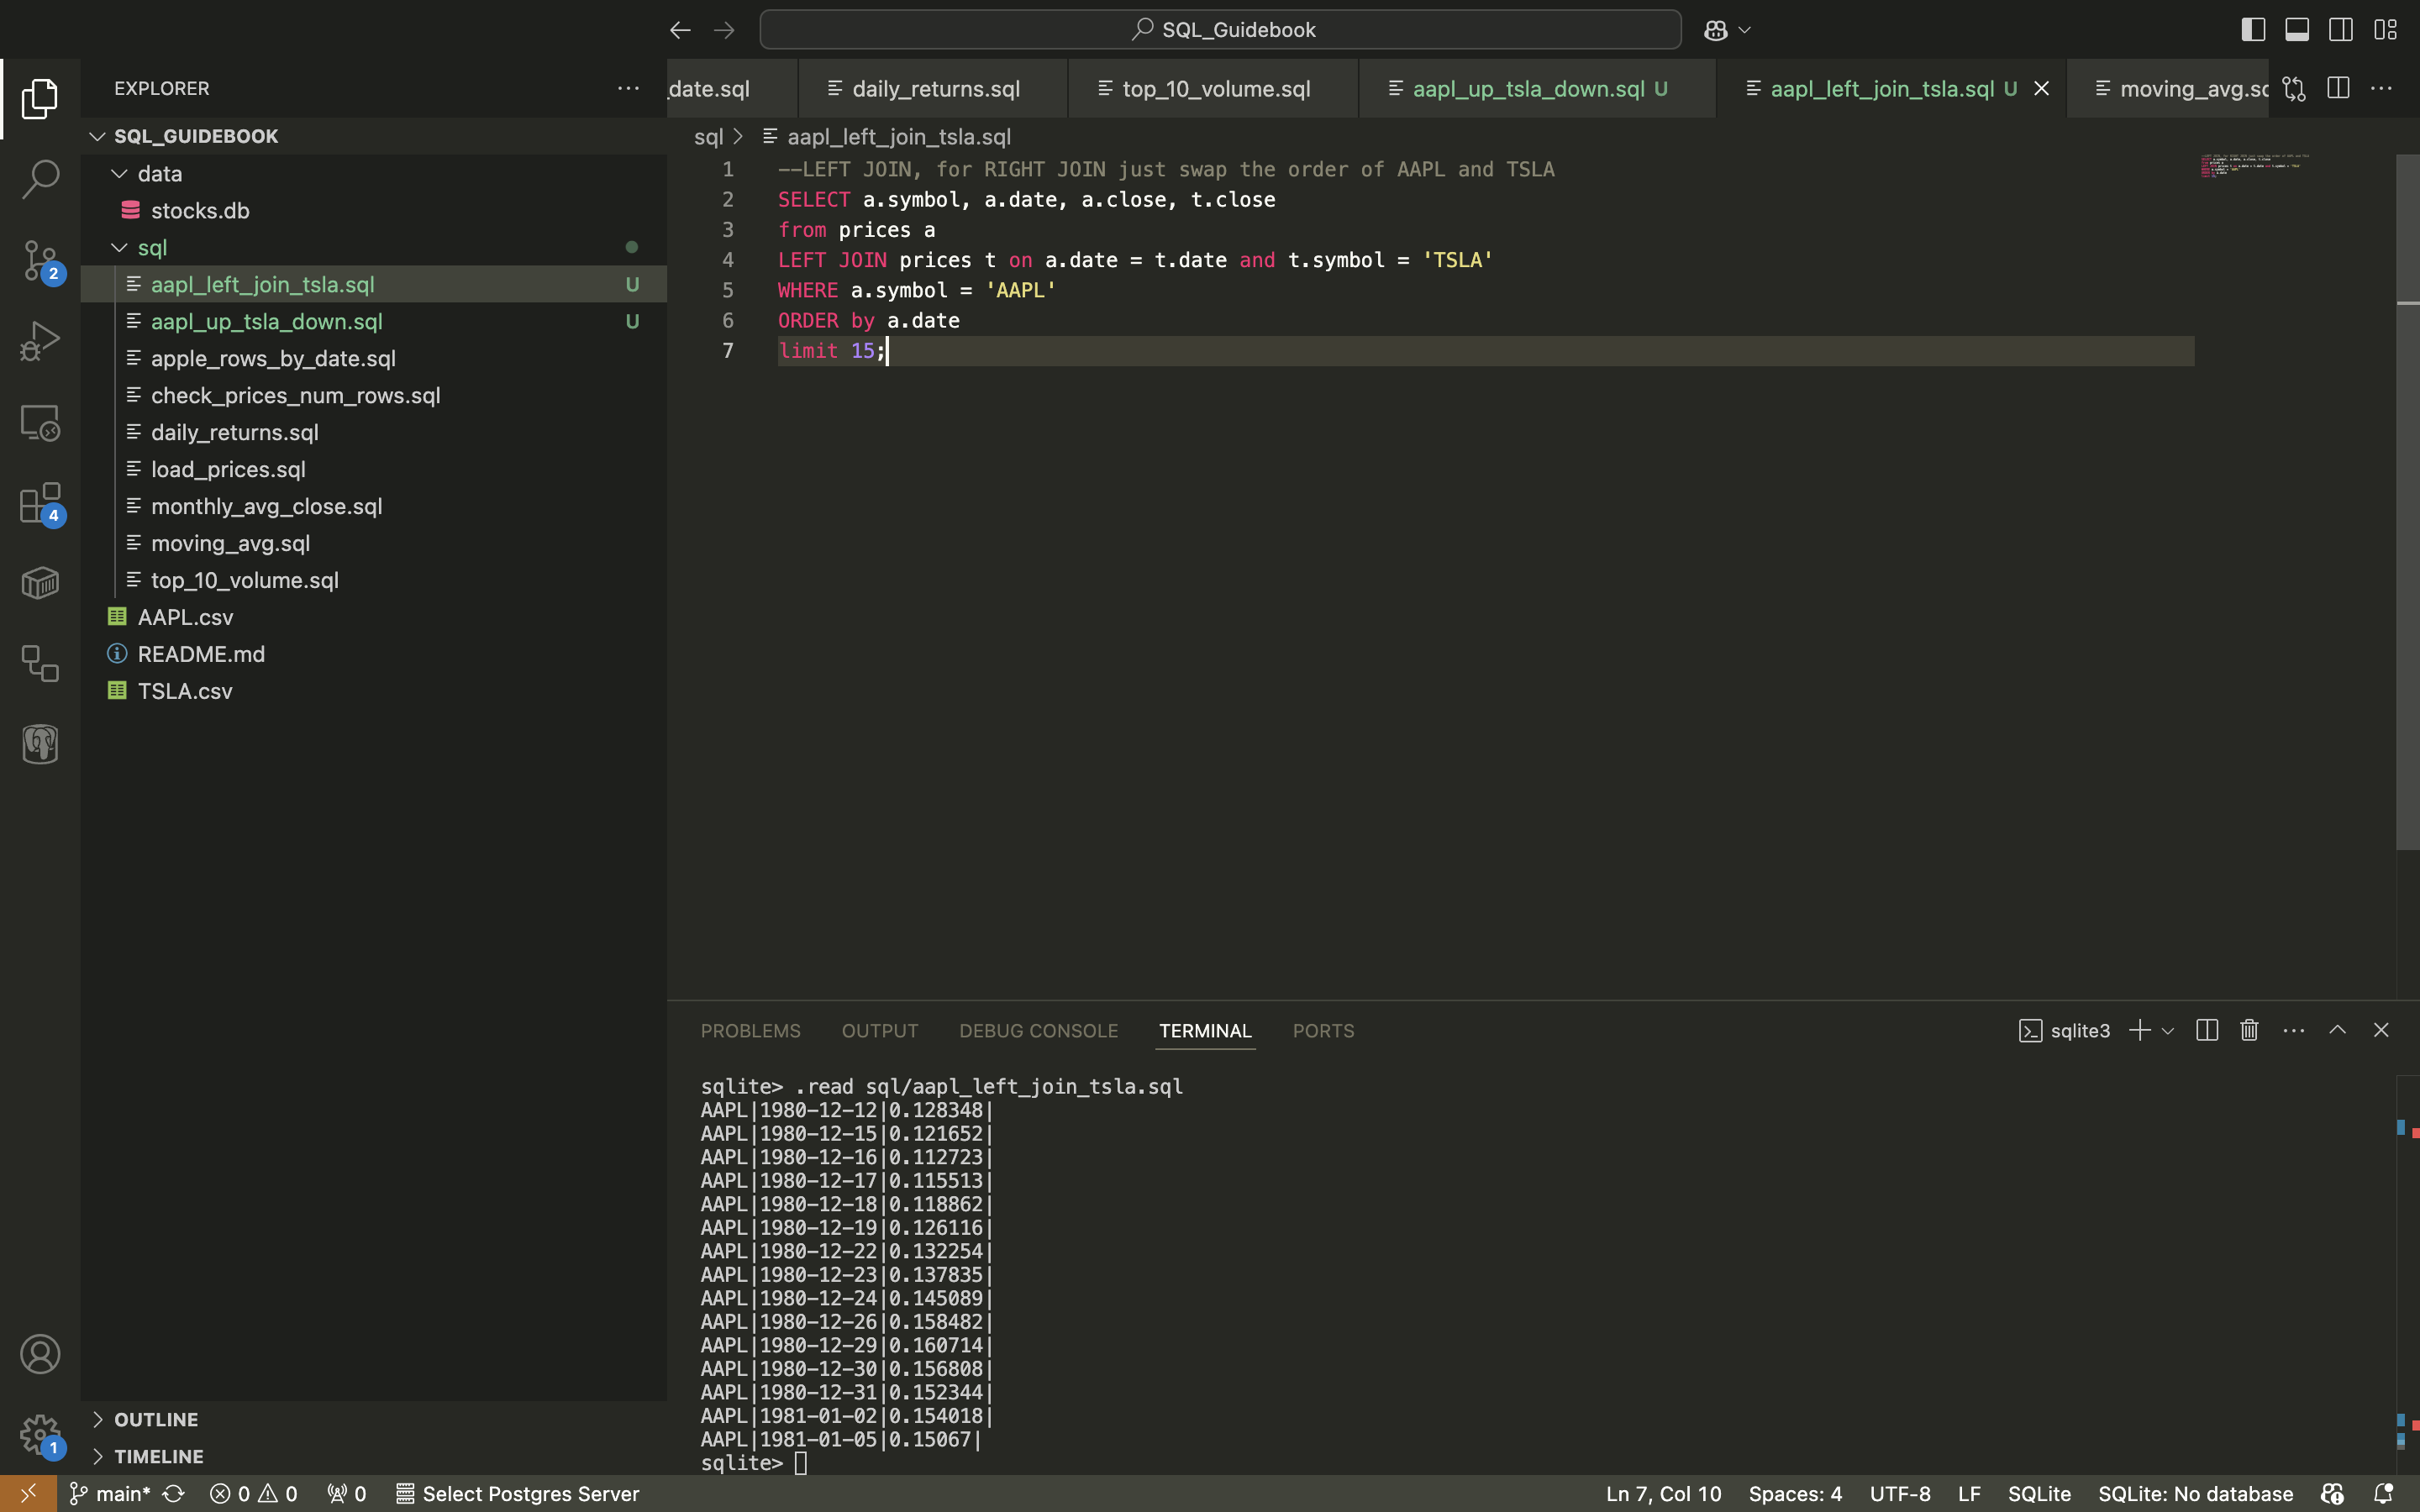 SQL_Guidebook
EXPLORER
SQL_GUIDEBOOK
data
stocks.db
sql
aapl_left_join_tsla.sql U
aapl_up_tsla_down.sql U
apple_rows_by_date.sql
check_prices_num_rows.sql
daily_returns.sql
load_prices.sql
monthly_avg_close.sql
moving_avg.sql
top_10_volume.sql
AAPL.csv
README.md
TSLA.csv
OUTLINE
TIMELINE
2
4
1
_date.sql daily_returns.sql top_10_volume.sql aapl_up_tsla_down.sql U aapl_left_join_tsla.sql U moving_avg.sq
sql > aapl_left_join_tsla.sql
1 --LEFT JOIN, for RIGHT JOIN just swap the order of AAPL and TSLA
2 SELECT a.symbol, a.date, a.close, t.close
3 from prices a
4 LEFT JOIN prices t on a.date = t.date and t.symbol = 'TSLA'
5 WHERE a.symbol = 'AAPL'
6 ORDER by a.date
7 limit 15;
PROBLEMS OUTPUT DEBUG CONSOLE TERMINAL PORTS
sqlite3
sqlite> .read sql/aapl_left_join_tsla.sql
AAPL|1980-12-12|0.128348|
AAPL|1980-12-15|0.121652|
AAPL|1980-12-16|0.112723|
AAPL|1980-12-17|0.115513|
AAPL|1980-12-18|0.118862|
AAPL|1980-12-19|0.126116|
AAPL|1980-12-22|0.132254|
AAPL|1980-12-23|0.137835|
AAPL|1980-12-24|0.145089|
AAPL|1980-12-26|0.158482|
AAPL|1980-12-29|0.160714|
AAPL|1980-12-30|0.156808|
AAPL|1980-12-31|0.152344|
AAPL|1981-01-02|0.154018|
AAPL|1981-01-05|0.15067|
sqlite>
main* 0 0 0 Select Postgres Server Ln 7, Col 10 Spaces: 4 UTF-8 LF SQLite SQLite: No database